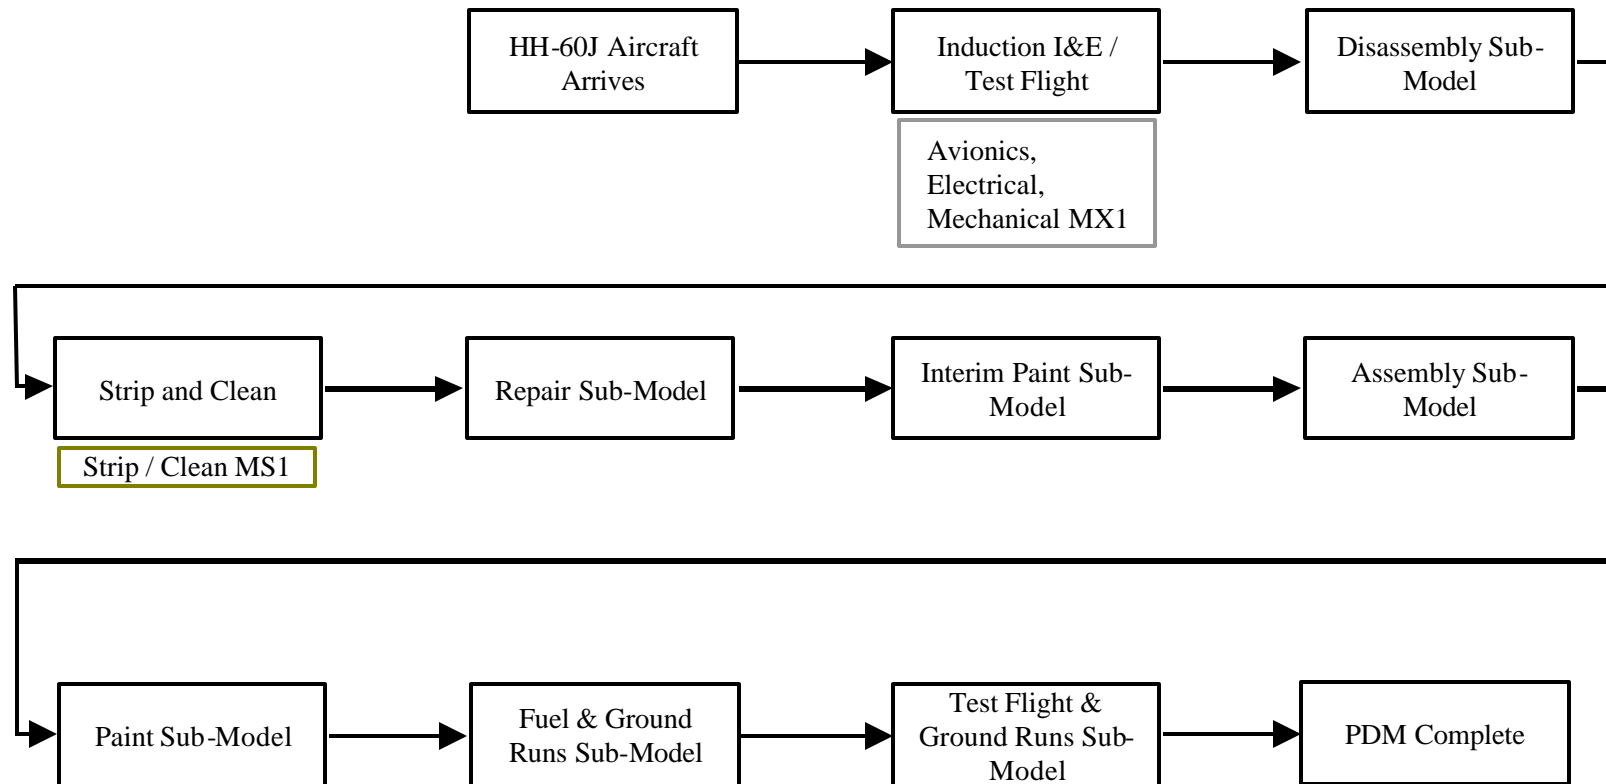 HH-60J Aircraft
Arrives
Induction I&E /
Test Flight
Disassembly Sub-
Model
Avionics,
Electrical,
Mechanical MX1
Strip and Clean
Repair Sub-Model
Interim Paint Sub-
Model
Assembly Sub-
Model
Strip / Clean MS1
Paint Sub-Model
Fuel & Ground
Runs Sub-Model
Test Flight &
Ground Runs Sub-
Model
PDM Complete